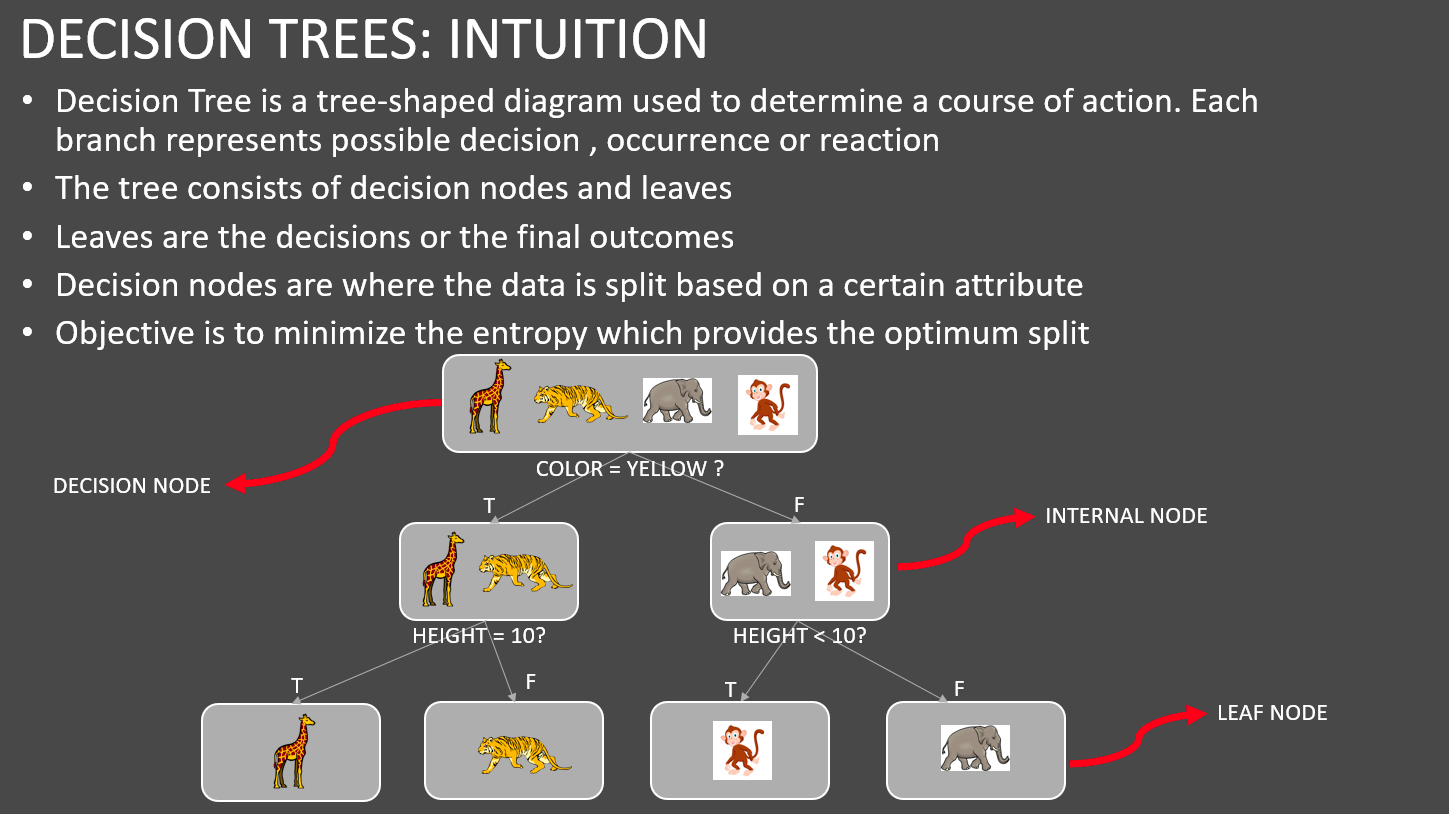 DECISION TREES: INTUITION
• Decision Tree is a tree-shaped diagram used to determine a course of action. Each
branch represents possible decision , occurrence or reaction
• The tree consists of decision nodes and leaves
• Leaves are the decisions or the final outcomes
• Decision nodes are where the data is split based on a certain attribute
• Objective is to minimize the entropy which provides the optimum split
COLOR = YELLOW ?
DECISION NODE
T
F
INTERNAL NODE
HEIGHT = 10?
HEIGHT < 10?
T
F
T
F
LEAF NODE